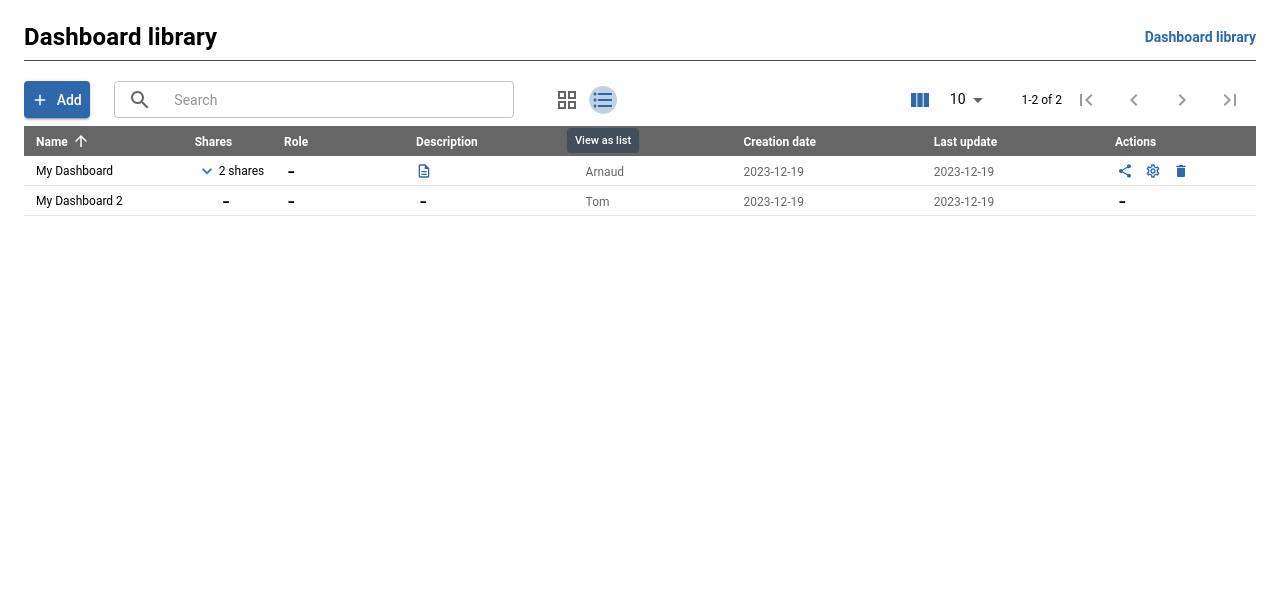 Dashboard library
Dashboard library
Add
Search
10
1-2 of 2
View as list
Name Shares Role Description Creation date Last update Actions
My Dashboard 2 shares - Arnaud 2023-12-19 2023-12-19
My Dashboard 2 - - - Tom 2023-12-19 2023-12-19 -